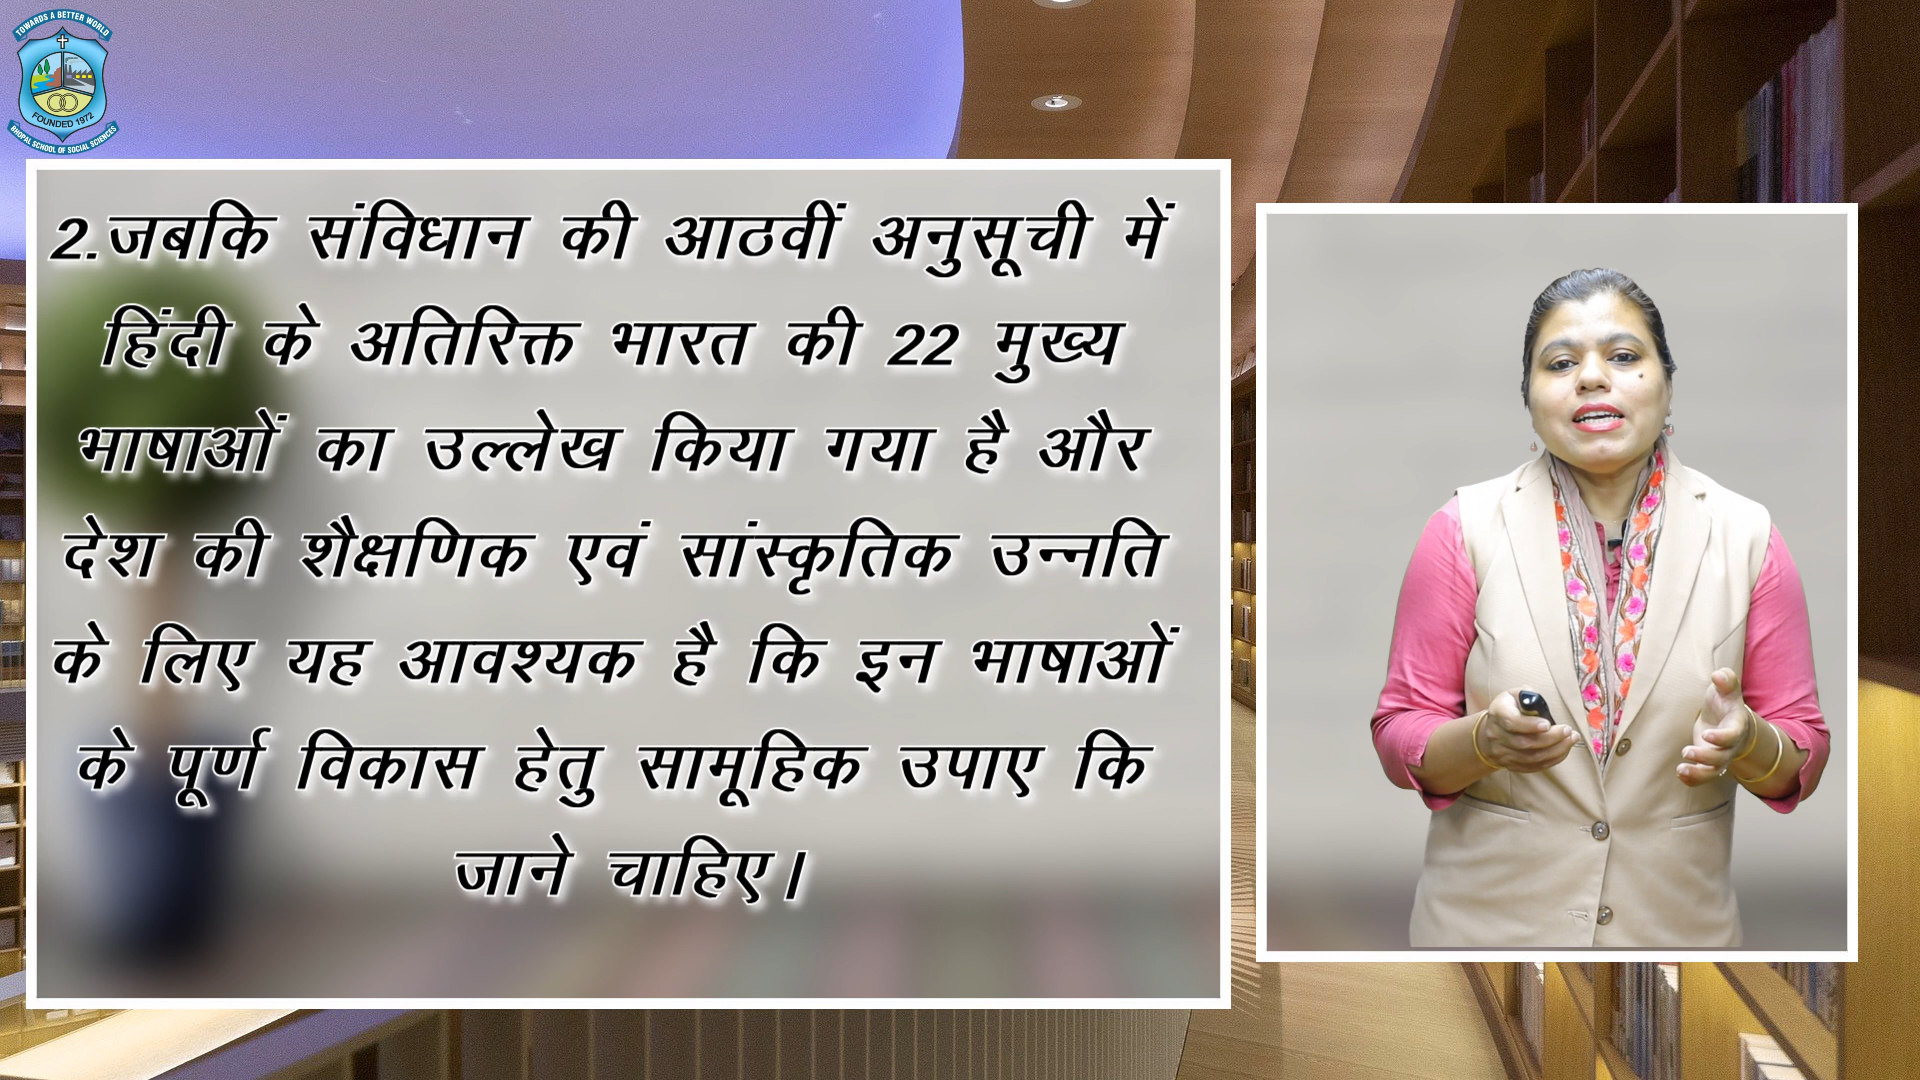 TOWARDS A BETTER WORLD
FOUNDED 1972
BHOPAL SCHOOL OF SOCIAL SCIENCES
2.जबकि संविधान की आठवीं अनुसूची में
हिंदी के अतिरिक्त भारत की 22 मुख्य
भाषाओं का उल्लेख किया गया है और
देश की शैक्षणिक एवं सांस्कृतिक उन्नति
के लिए यह आवश्यक है कि इन भाषाओं
के पूर्ण विकास हेतु सामूहिक उपाए कि
जाने चाहिए।